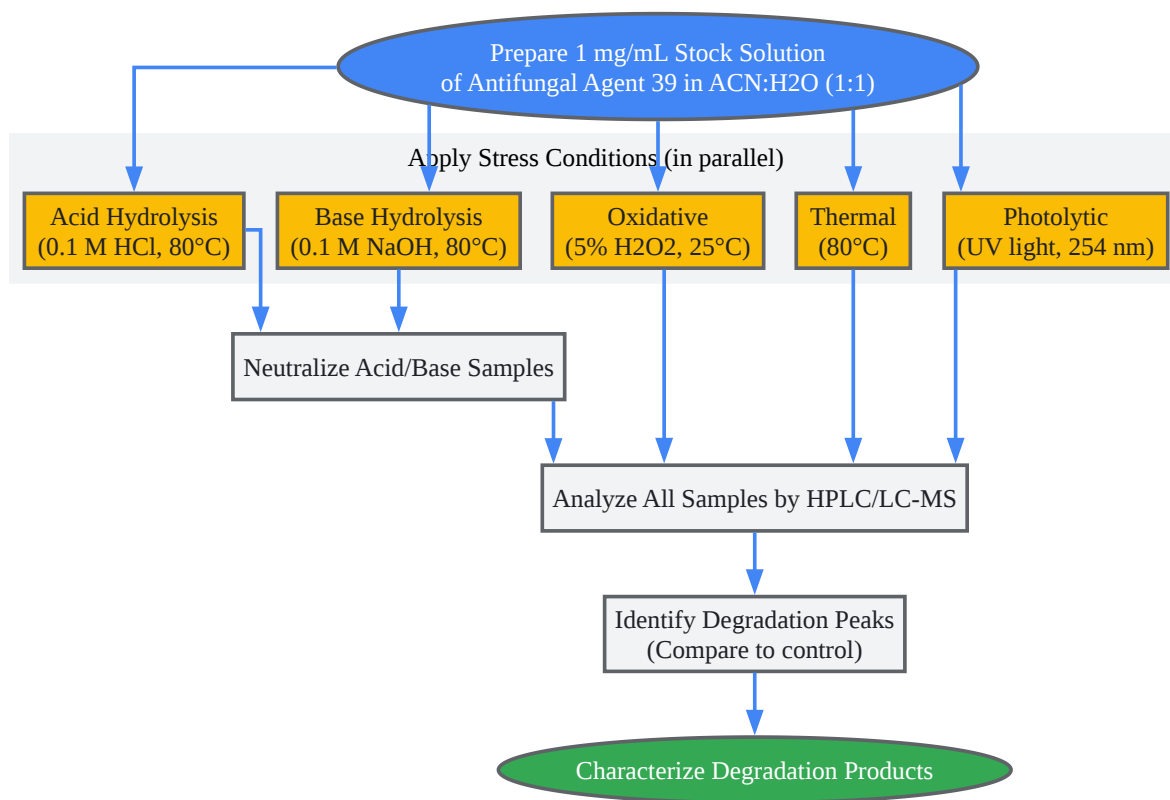 Prepare 1 mg/mL Stock Solution
of Antifungal Agent 39 in ACN:H2O (1:1)
Apply Stress Conditions (in parallel)
Acid Hydrolysis
(0.1 M HCl, 80°C)
Base Hydrolysis
(0.1 M NaOH, 80°C)
Oxidative
(5% H2O2, 25°C)
Thermal
(80°C)
Photolytic
(UV light, 254 nm)
Neutralize Acid/Base Samples
Analyze All Samples by HPLC/LC-MS
Identify Degradation Peaks
(Compare to control)
Characterize Degradation Products